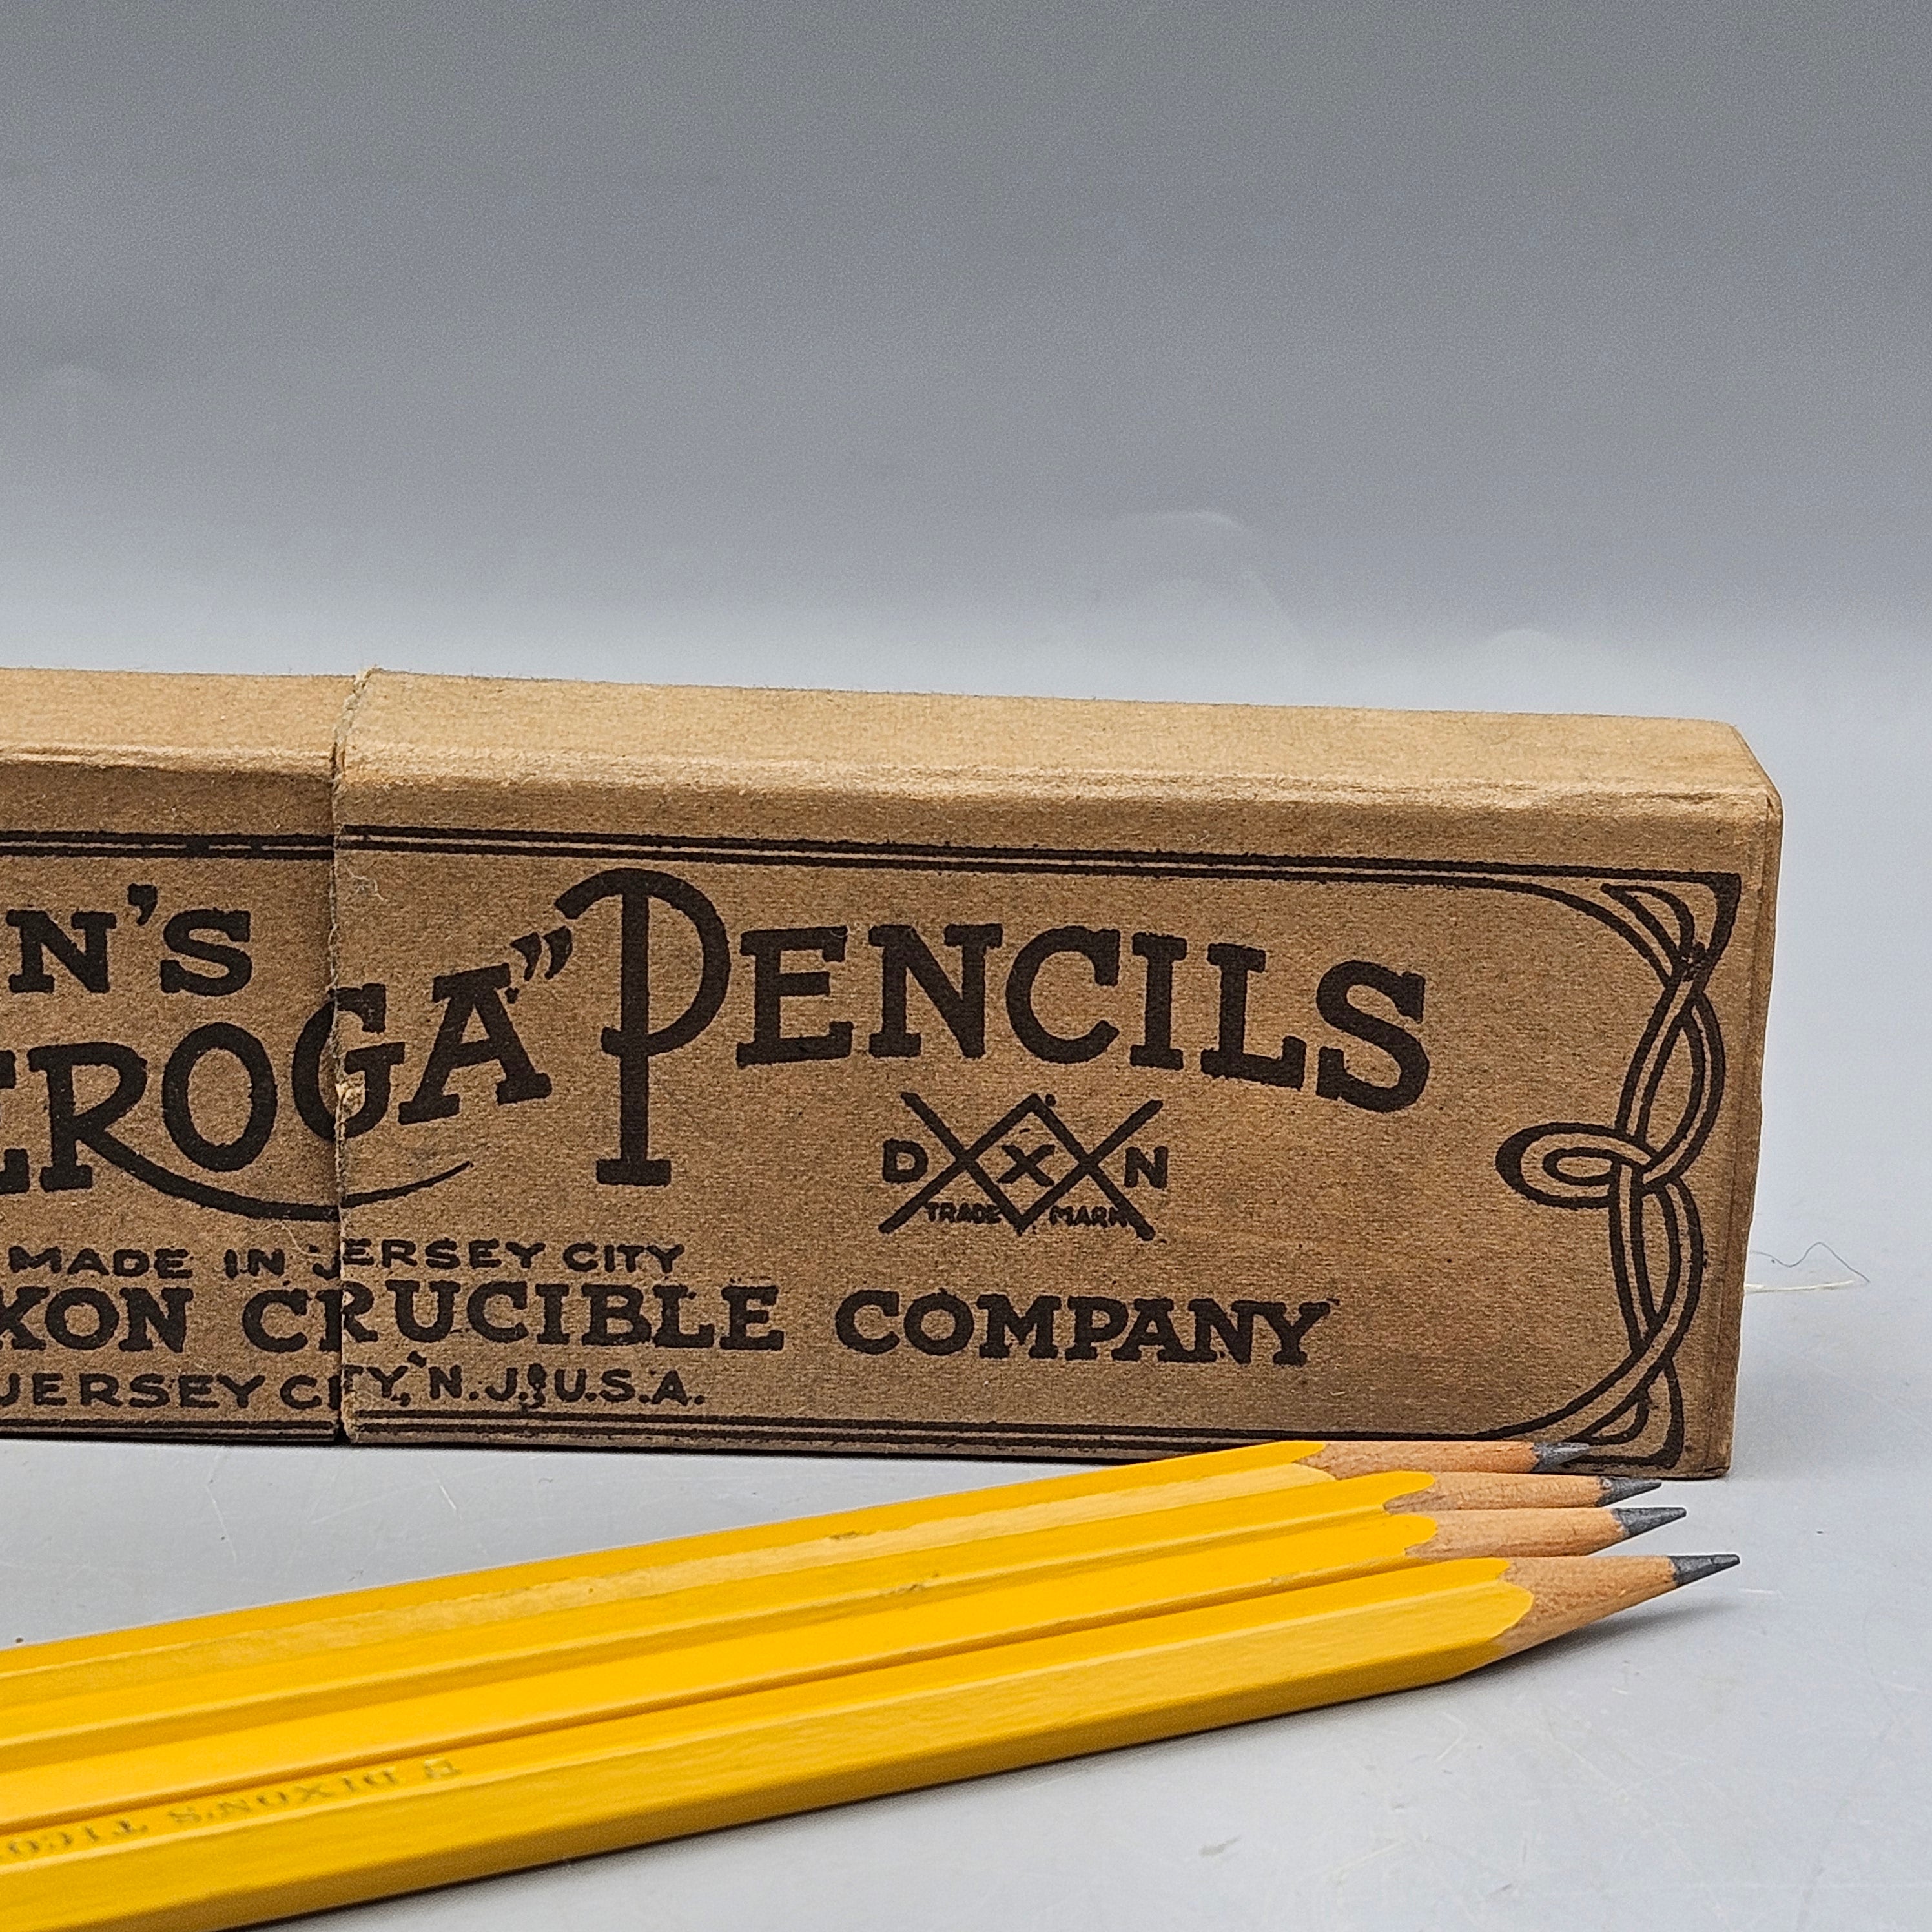 N'S
EROGA" PENCILS
D X N
TRADE MARK
MADE IN JERSEY CITY
XON CRUCIBLE COMPANY
JERSEY CITY, N.J., U.S.A.
DIXON'S TICO